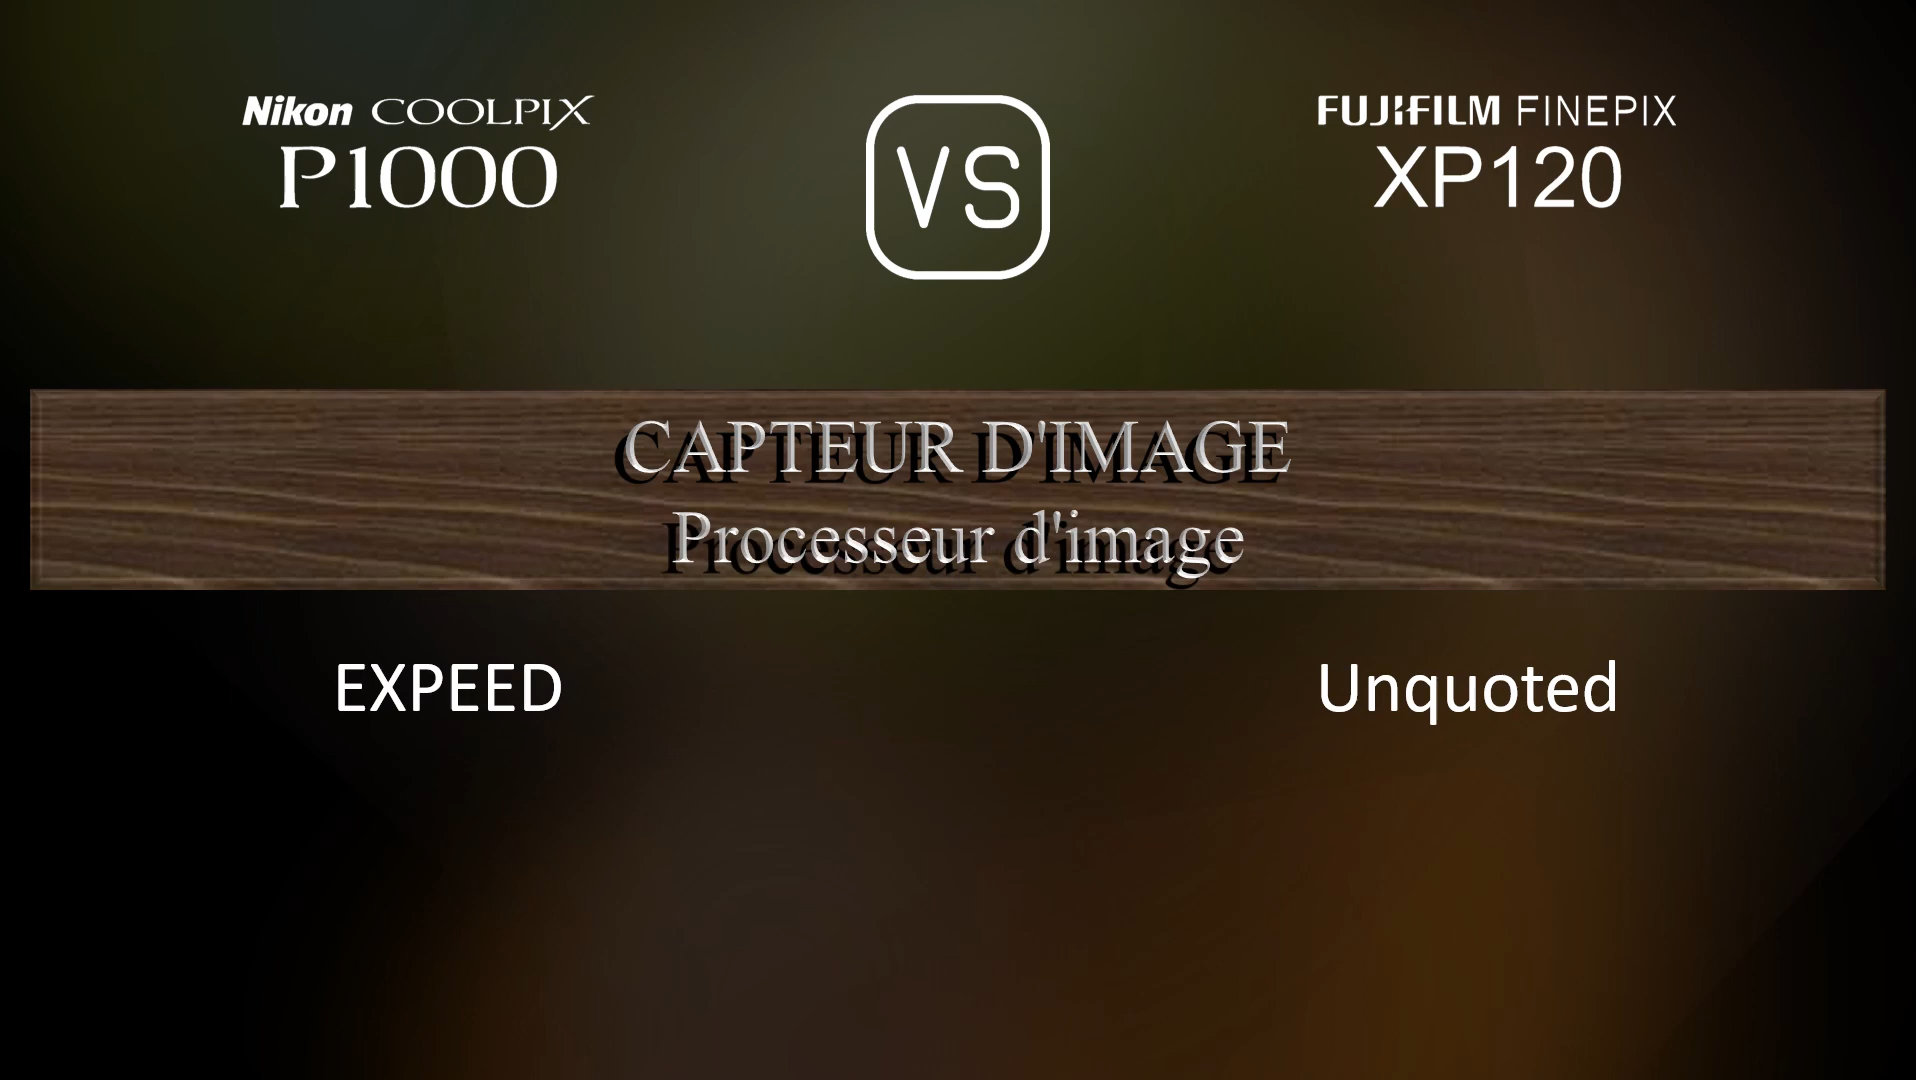 Nikon COOLPIX
P1000
VS
FUJIFILM FINEPIX
XP120
CAPTEUR D'IMAGE
Processeur d'image
EXPEED
Unquoted